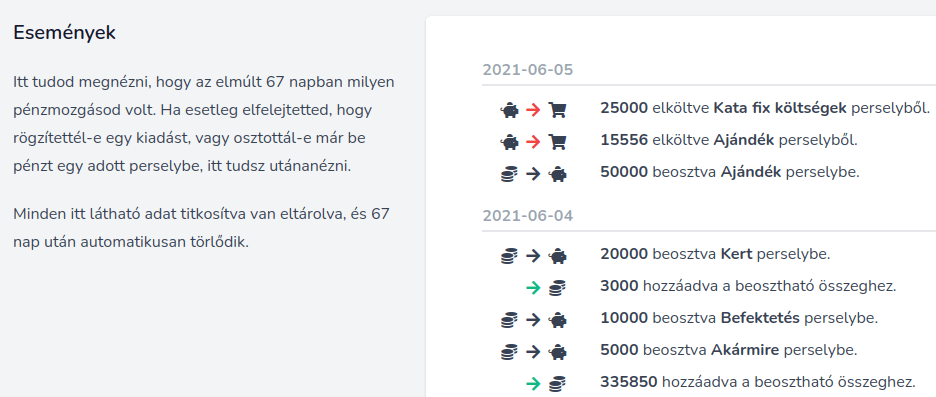 Események
Itt tudod megnézni, hogy az elmúlt 67 napban milyen
pénzmozgásod volt. Ha esetleg elfelejtetted, hogy
rögzítettél-e egy kiadást, vagy osztottál-e már be
pénzt egy adott perselybe, itt tudsz utánanézni.
Minden itt látható adat titkosítva van eltárolva, és 67
nap után automatikusan törlődik.
2021-06-05
25000 elköltve Kata fix költségek perselyből.
15556 elköltve Ajándék perselyből.
50000 beosztva Ajándék perselybe.
2021-06-04
20000 beosztva Kert perselybe.
3000 hozzáadva a beosztható összeghez.
10000 beosztva Befektetés perselybe.
5000 beosztva Akármire perselybe.
335850 hozzáadva a beosztható összeghez.